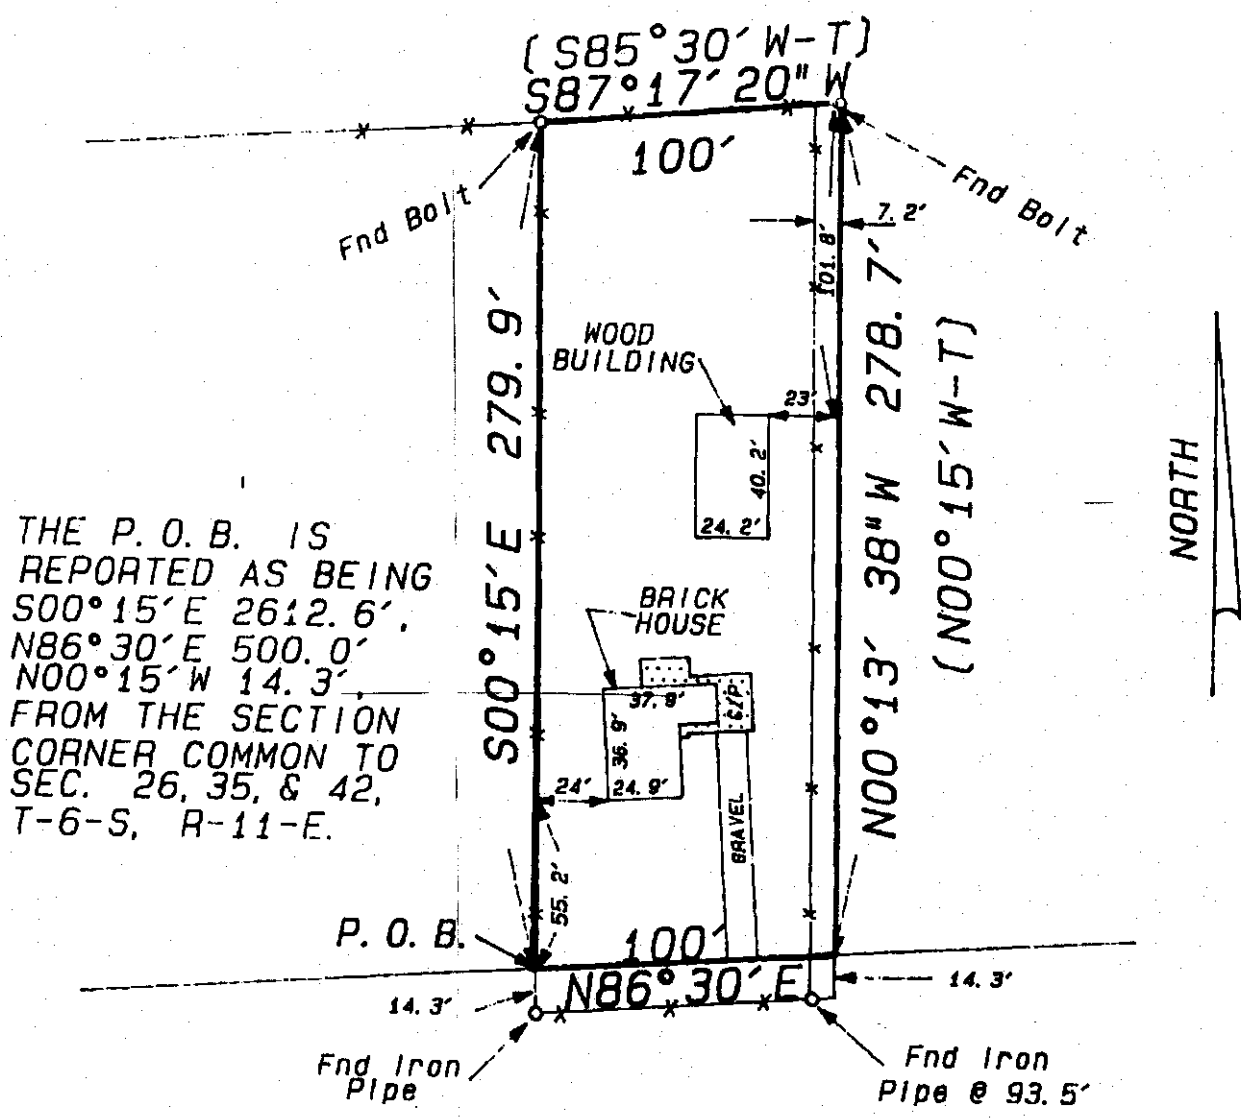 (S85°30′ W-T)
S87°17′ 20" W
100′
Fnd Bolt
Fnd Bolt
7. 2′
101. 8′
S00°15′E 279. 9′
N00°13′ 38"W 278. 7′
(N00°15′W-T)
WOOD
BUILDING
23′
40. 2′
24. 2′
NORTH
THE P. O. B. IS
REPORTED AS BEING
S00°15′E 2612. 6′,
N86°30′E 500. 0′
N00°15′W 14. 3′,
FROM THE SECTION
CORNER COMMON TO
SEC. 26, 35, & 42,
T-6-S, R-11-E.
BRICK
HOUSE
37. 9′
36. 9′
C/P
24′
24. 9′
GRAVEL
55. 2′
P. O. B.
100′
N86°30′E
14. 3′
14. 3′
Fnd Iron
Pipe
Fnd Iron
Pipe @ 93. 5′